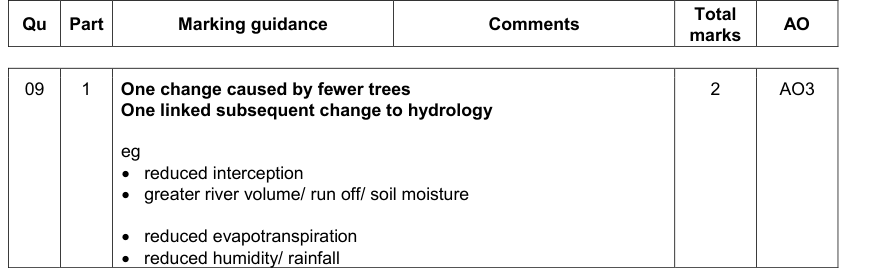 Qu Part Marking guidance Comments Total marks AO
09 1 One change caused by fewer trees 2 AO3
One linked subsequent change to hydrology
eg
• reduced interception
• greater river volume/ run off/ soil moisture
• reduced evapotranspiration
• reduced humidity/ rainfall